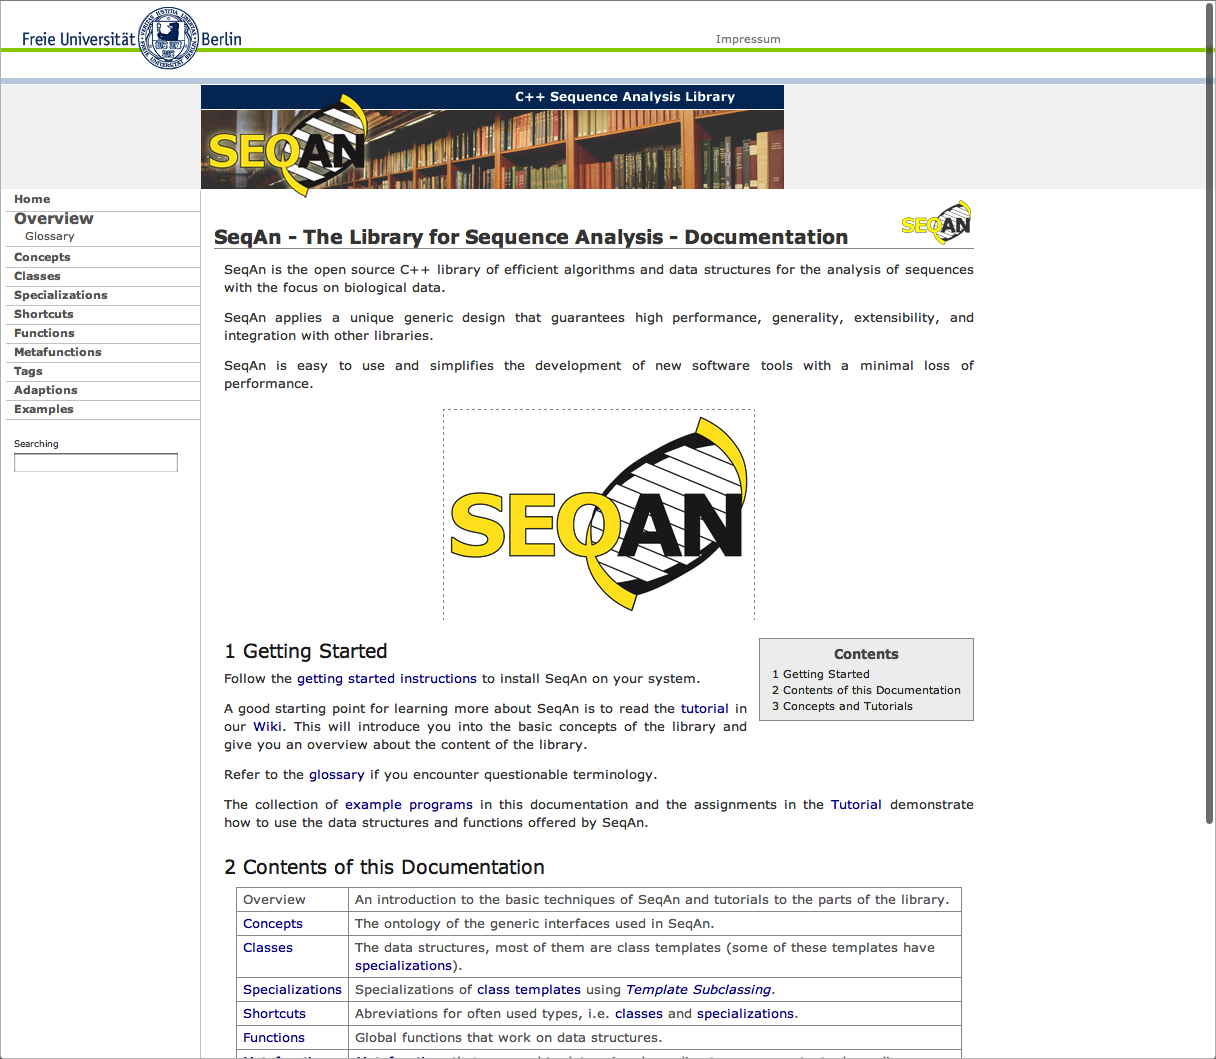 Freie Universität Berlin
Impressum
C++ Sequence Analysis Library
SEQAN
Home
Overview
Glossary
Concepts
Classes
Specializations
Shortcuts
Functions
Metafunctions
Tags
Adaptions
Examples
Searching
SEQAN
SeqAn - The Library for Sequence Analysis - Documentation
SeqAn is the open source C++ library of efficient algorithms and data structures for the analysis of sequences
with the focus on biological data.
SeqAn applies a unique generic design that guarantees high performance, generality, extensibility, and
integration with other libraries.
SeqAn is easy to use and simplifies the development of new software tools with a minimal loss of
performance.
SEQAN
1 Getting Started
Follow the getting started instructions to install SeqAn on your system.
A good starting point for learning more about SeqAn is to read the tutorial in
our Wiki. This will introduce you into the basic concepts of the library and
give you an overview about the content of the library.
Refer to the glossary if you encounter questionable terminology.
The collection of example programs in this documentation and the assignments in the Tutorial demonstrate
how to use the data structures and functions offered by SeqAn.
Contents
1 Getting Started
2 Contents of this Documentation
3 Concepts and Tutorials
2 Contents of this Documentation
Overview An introduction to the basic techniques of SeqAn and tutorials to the parts of the library.
Concepts The ontology of the generic interfaces used in SeqAn.
Classes The data structures, most of them are class templates (some of these templates have
specializations).
Specializations Specializations of class templates using Template Subclassing.
Shortcuts Abreviations for often used types, i.e. classes and specializations.
Functions Global functions that work on data structures.